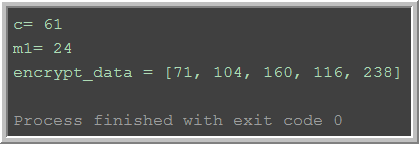 c= 61
m1= 24
encrypt_data = [71, 104, 160, 116, 238]
Process finished with exit code 0